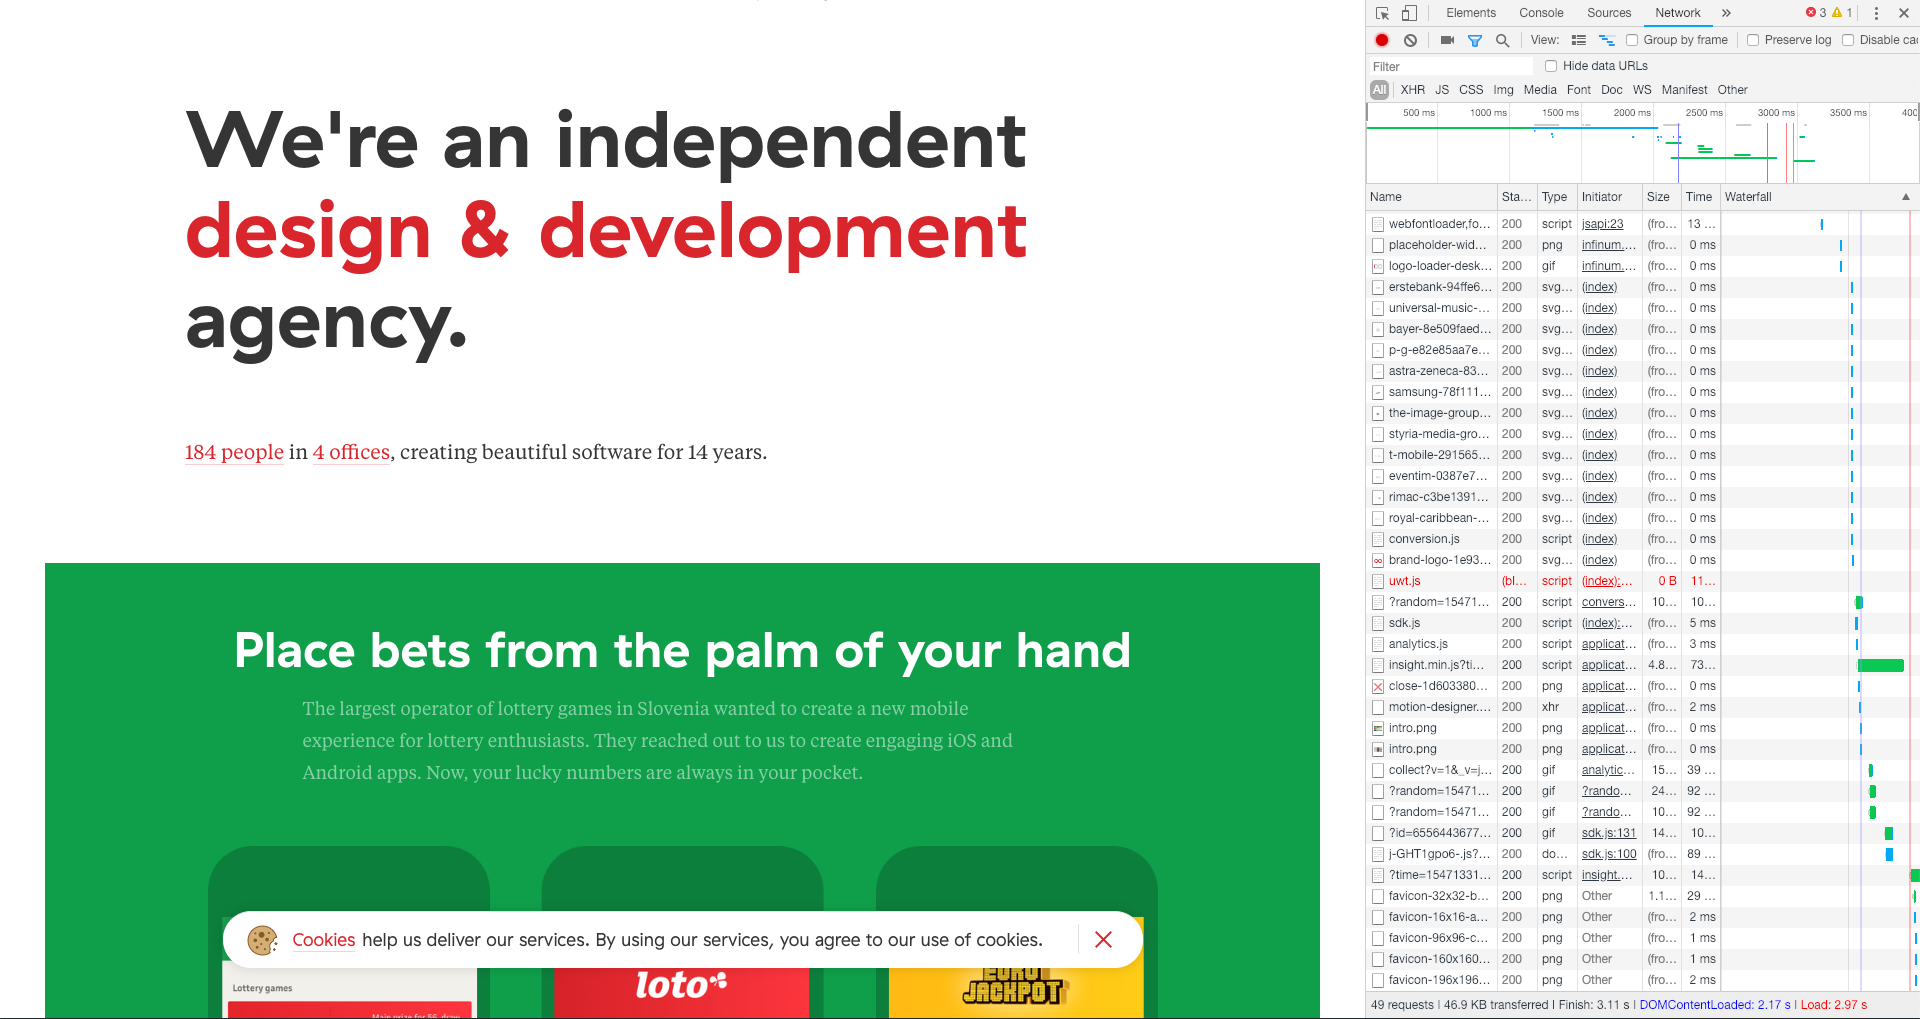 We're an independent
design & development
agency.
184 people in 4 offices, creating beautiful software for 14 years.
Place bets from the palm of your hand
The largest operator of lottery games in Slovenia wanted to create a new mobile
experience for lottery enthusiasts. They reached out to us to create engaging iOS and
Android apps. Now, your lucky numbers are always in your pocket.
Cookies help us deliver our services. By using our services, you agree to our use of cookies.
Lottery games
loto
EURO
JACKPOT
Elements Console Sources Network » 3 1
View: Group by frame Preserve log Disable cac
Filter Hide data URLs
All XHR JS CSS Img Media Font Doc WS Manifest Other
500 ms 1000 ms 1500 ms 2000 ms 2500 ms 3000 ms 3500 ms 400
Name Sta... Type Initiator Size Time Waterfall
webfontloader,fo... 200 script jsapi:23 (fro... 13 ...
placeholder-wid... 200 png infinum.... (fro... 0 ms
logo-loader-desk... 200 gif infinum.... (fro... 0 ms
erstebank-94ffe6... 200 svg... (index) (fro... 0 ms
universal-music-... 200 svg... (index) (fro... 0 ms
bayer-8e509faed... 200 svg... (index) (fro... 0 ms
p-g-e82e85aa7e... 200 svg... (index) (fro... 0 ms
astra-zeneca-83... 200 svg... (index) (fro... 0 ms
samsung-78f111... 200 svg... (index) (fro... 0 ms
the-image-group... 200 svg... (index) (fro... 0 ms
styria-media-gro... 200 svg... (index) (fro... 0 ms
t-mobile-291565... 200 svg... (index) (fro... 0 ms
eventim-0387e7... 200 svg... (index) (fro... 0 ms
rimac-c3be1391... 200 svg... (index) (fro... 0 ms
royal-caribbean-... 200 svg... (index) (fro... 0 ms
conversion.js 200 script (index) (fro... 0 ms
brand-logo-1e93... 200 svg... (index) (fro... 0 ms
uwt.js (bl... script (index):... 0 B 11...
?random=15471... 200 script convers... 10... 10...
sdk.js 200 script (index):... (fro... 5 ms
analytics.js 200 script applicat... (fro... 3 ms
insight.min.js?ti... 200 script applicat... 4.8... 73...
close-1d603380... 200 png applicat... (fro... 0 ms
motion-designer.... 200 xhr applicat... (fro... 2 ms
intro.png 200 png applicat... (fro... 0 ms
intro.png 200 png applicat... (fro... 0 ms
collect?v=1&_v=j... 200 gif analytic... 15... 39 ...
?random=15471... 200 gif ?rando... 24... 92 ...
?random=15471... 200 gif ?rando... 10... 92 ...
?id=6556443677... 200 gif sdk.js:131 14... 10...
j-GHT1gpo6-.js?... 200 do... sdk.js:100 (fro... 89 ...
?time=15471331... 200 script insight.... 10... 14...
favicon-32x32-b... 200 png Other 1.1... 29 ...
favicon-16x16-a... 200 png Other (fro... 2 ms
favicon-96x96-c... 200 png Other (fro... 1 ms
favicon-160x160... 200 png Other (fro... 1 ms
favicon-196x196... 200 png Other (fro... 2 ms
49 requests | 46.9 KB transferred | Finish: 3.11 s | DOMContentLoaded: 2.17 s | Load: 2.97 s